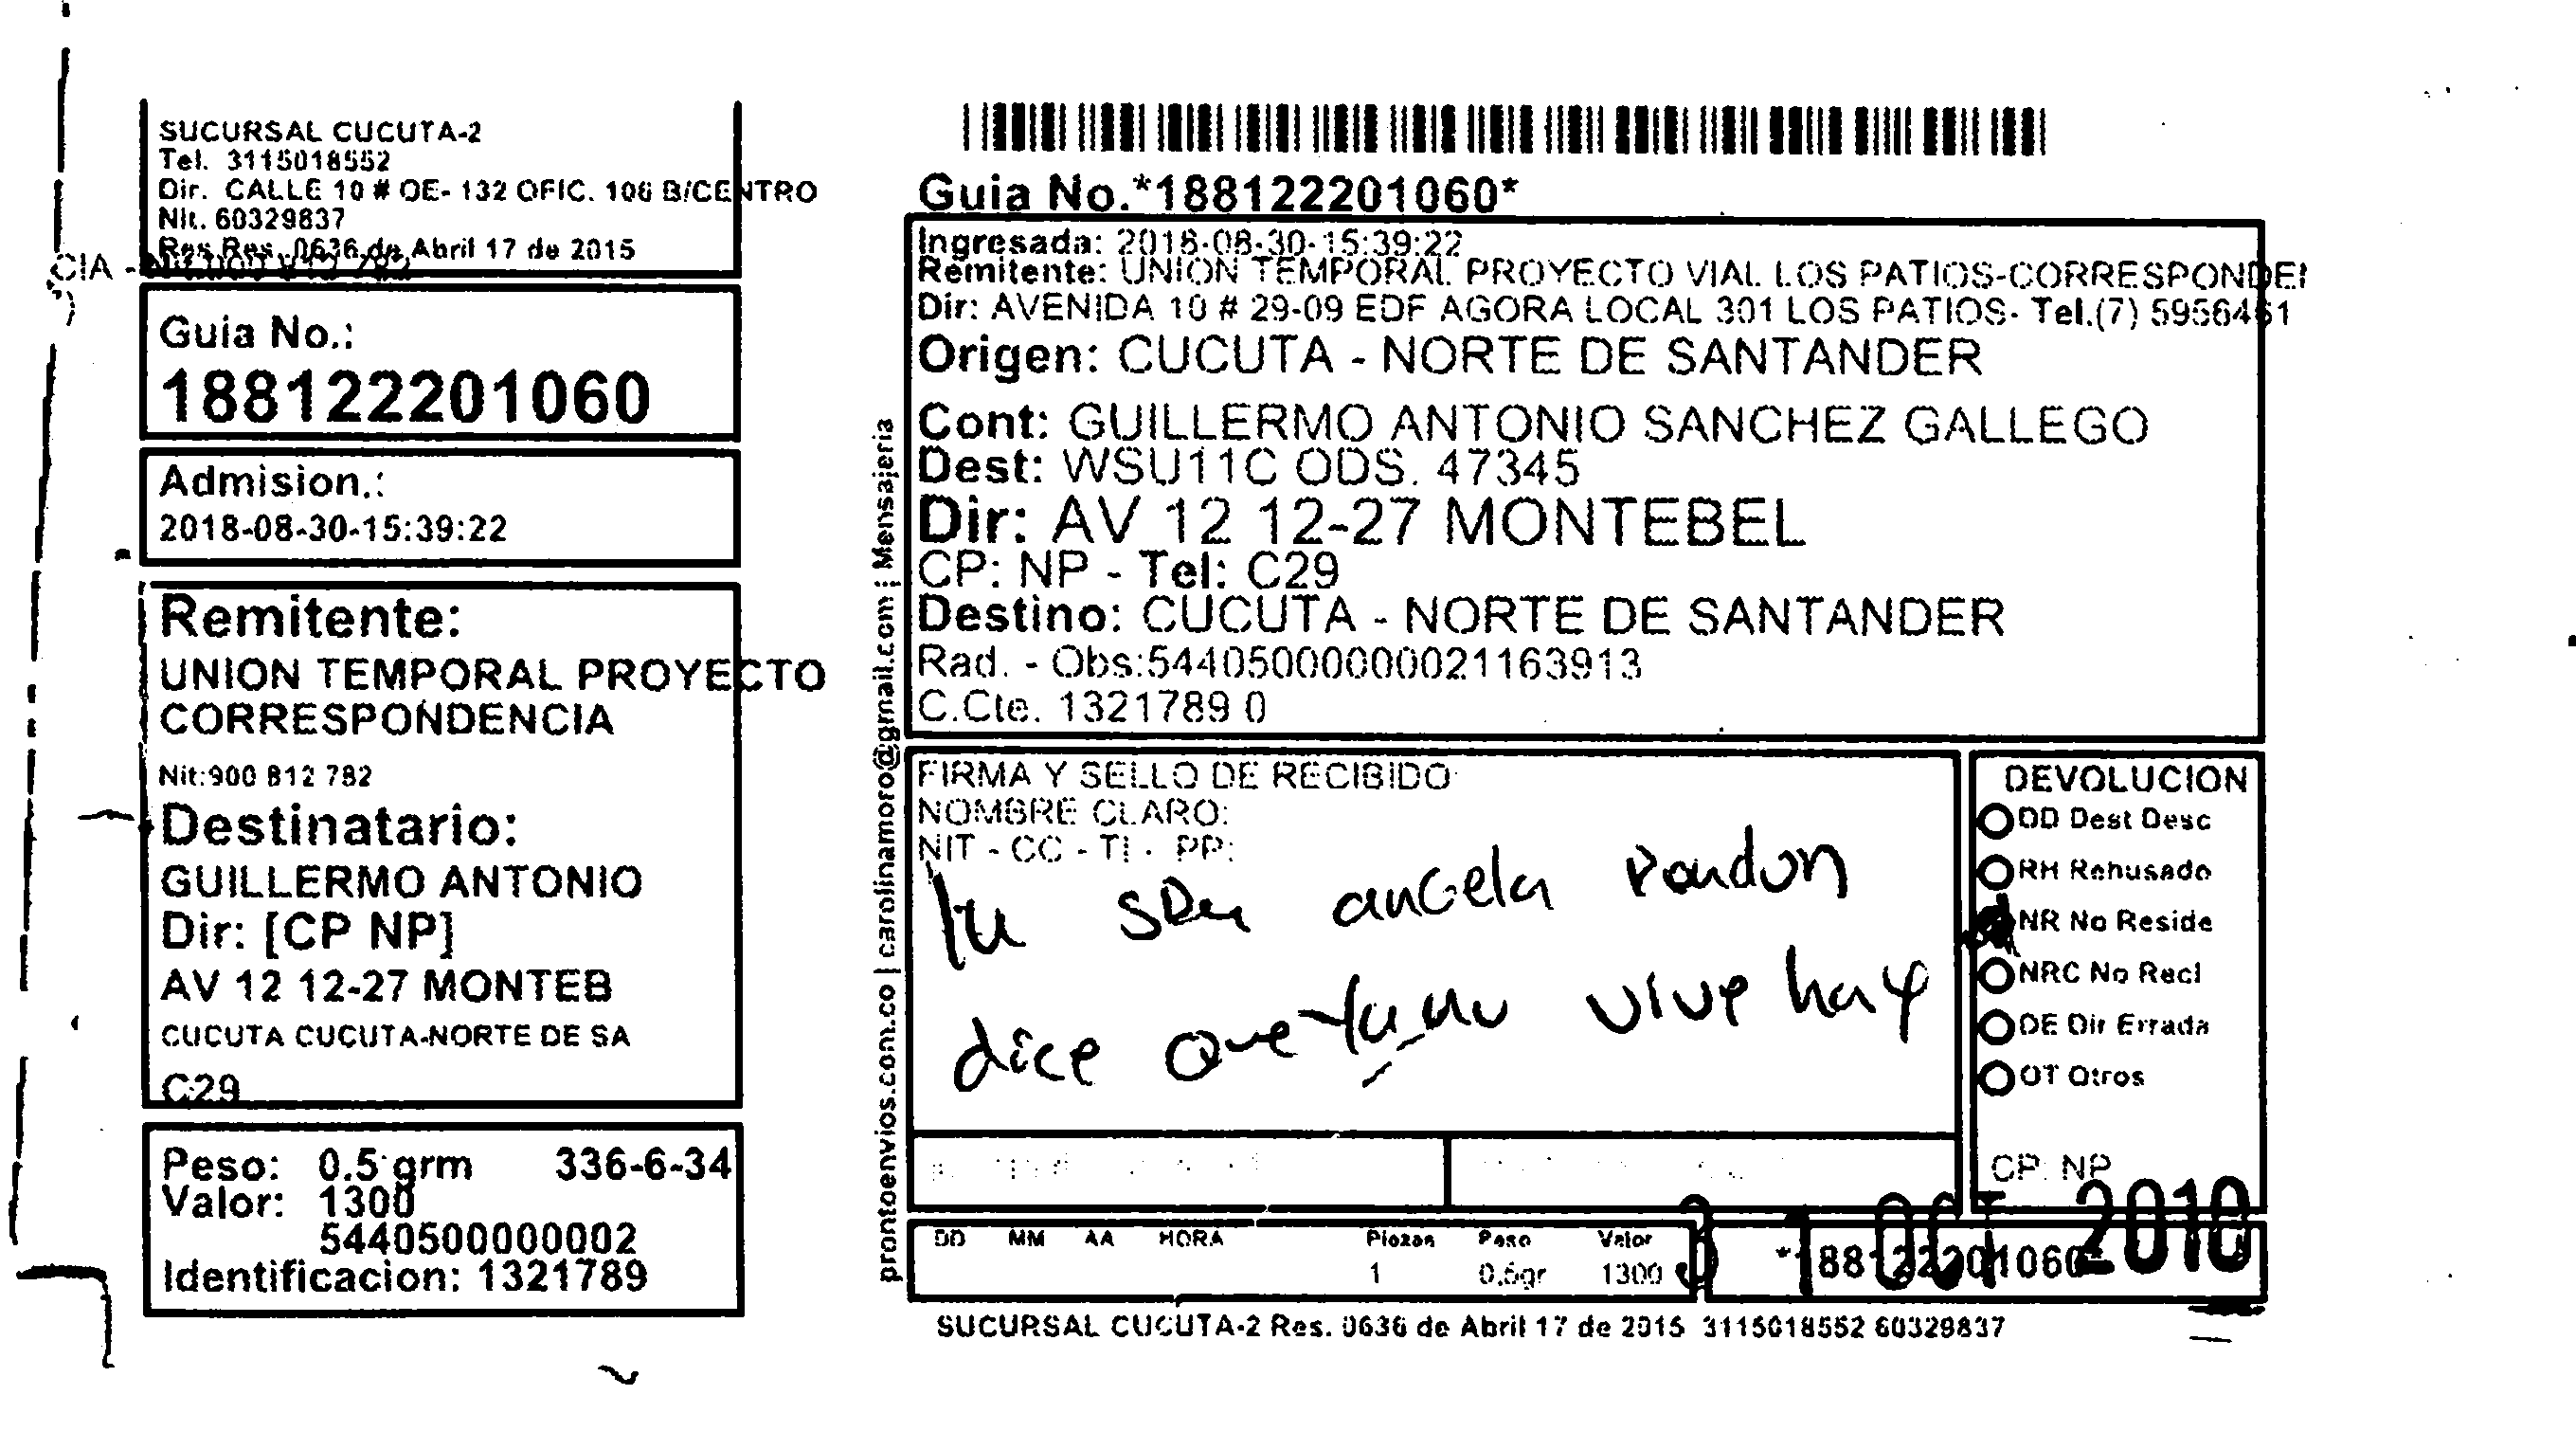 SUCURSAL CUCUTA-2
Tel. 3115018552
Dir. CALLE 10 # OE- 132 OFIC. 106 B/CENTRO
Nit. 60329837
Res Res. 0636 de Abril 17 de 2015
CIA -
Guia No.:
188122201060
Admision.:
2018-08-30-15:39:22
Remitente:
UNION TEMPORAL PROYECTO
CORRESPONDENCIA
Nit:900 812 782
Destinatario:
GUILLERMO ANTONIO
Dir: [CP NP]
AV 12 12-27 MONTEB
CUCUTA CUCUTA-NORTE DE SA
C29
Peso: 0.5 grm 336-6-34
Valor: 1300
5440500000002
Identificacion: 1321789
prontoenvios.com.co | carolinamoro@gmail.com | Mensajeria
Guia No.*188122201060*
Ingresada: 2018-08-30-15:39:22
Remitente: UNION TEMPORAL PROYECTO VIAL LOS PATIOS-CORRESPONDEI
Dir: AVENIDA 10 # 29-09 EDF AGORA LOCAL 301 LOS PATIOS- Tel.(7) 5956461
Origen: CUCUTA - NORTE DE SANTANDER
Cont: GUILLERMO ANTONIO SANCHEZ GALLEGO
Dest: WSU11C ODS. 47345
Dir: AV 12 12-27 MONTEBEL
CP: NP - Tel: C29
Destino: CUCUTA - NORTE DE SANTANDER
Rad. - Obs:544050000000021163913
C.Cte. 1321789 0
FIRMA Y SELLO DE RECIBIDO
NOMBRE CLARO:
NIT - CC - TI - PP:
angela Rondon
dice que ya no vive hay
DEVOLUCION
DD Dest Desc
RH Rehusado
NR No Reside
NRC No Recl
DE Dir Errada
OT Otros
CP: NP
DD MM AA HORA Piezas Peso Valor
1 0.5gr 1300
*188122201060*
OCT
SUCURSAL CUCUTA-2 Res. 0636 de Abril 17 de 2015 3115018552 60329837